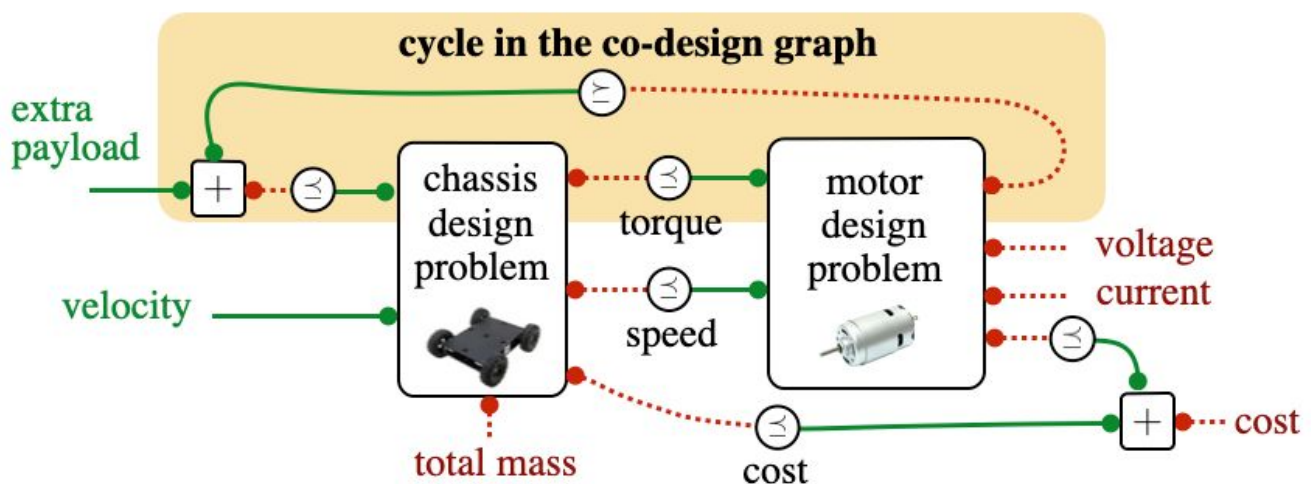 cycle in the co-design graph
⪰
extra
payload
+
⪯
chassis
design
problem
⪯
torque
motor
design
problem
voltage
velocity
⪯
speed
current
⪯
total mass
⪯
cost
+
cost